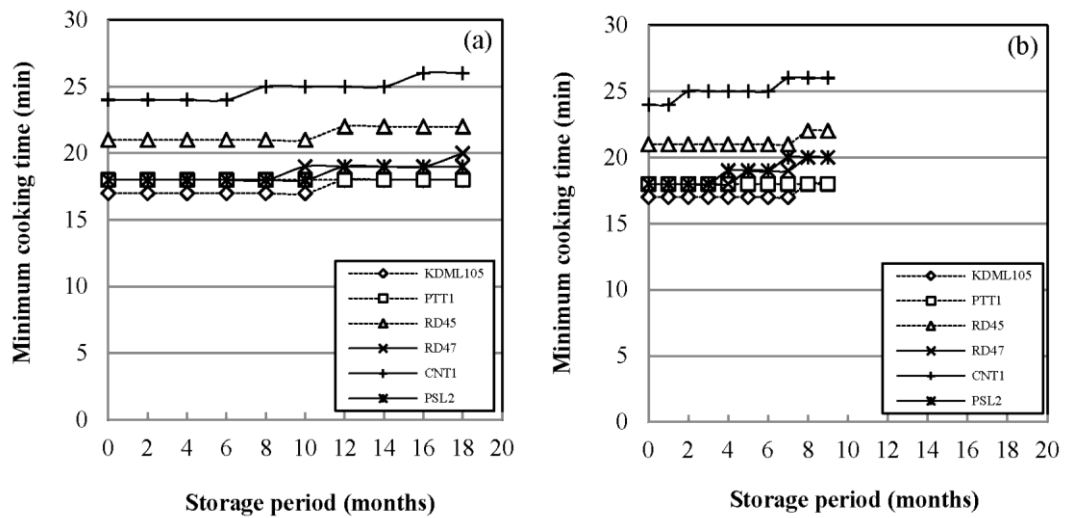 (a)
Minimum cooking time (min)
30
25
20
15
10
5
0
KDML105
PTT1
RD45
RD47
CNT1
PSL2
0 2 4 6 8 10 12 14 16 18 20
Storage period (months)
(b)
Minimum cooking time (min)
30
25
20
15
10
5
0
KDML105
PTT1
RD45
RD47
CNT1
PSL2
0 2 4 6 8 10 12 14 16 18 20
Storage period (months)